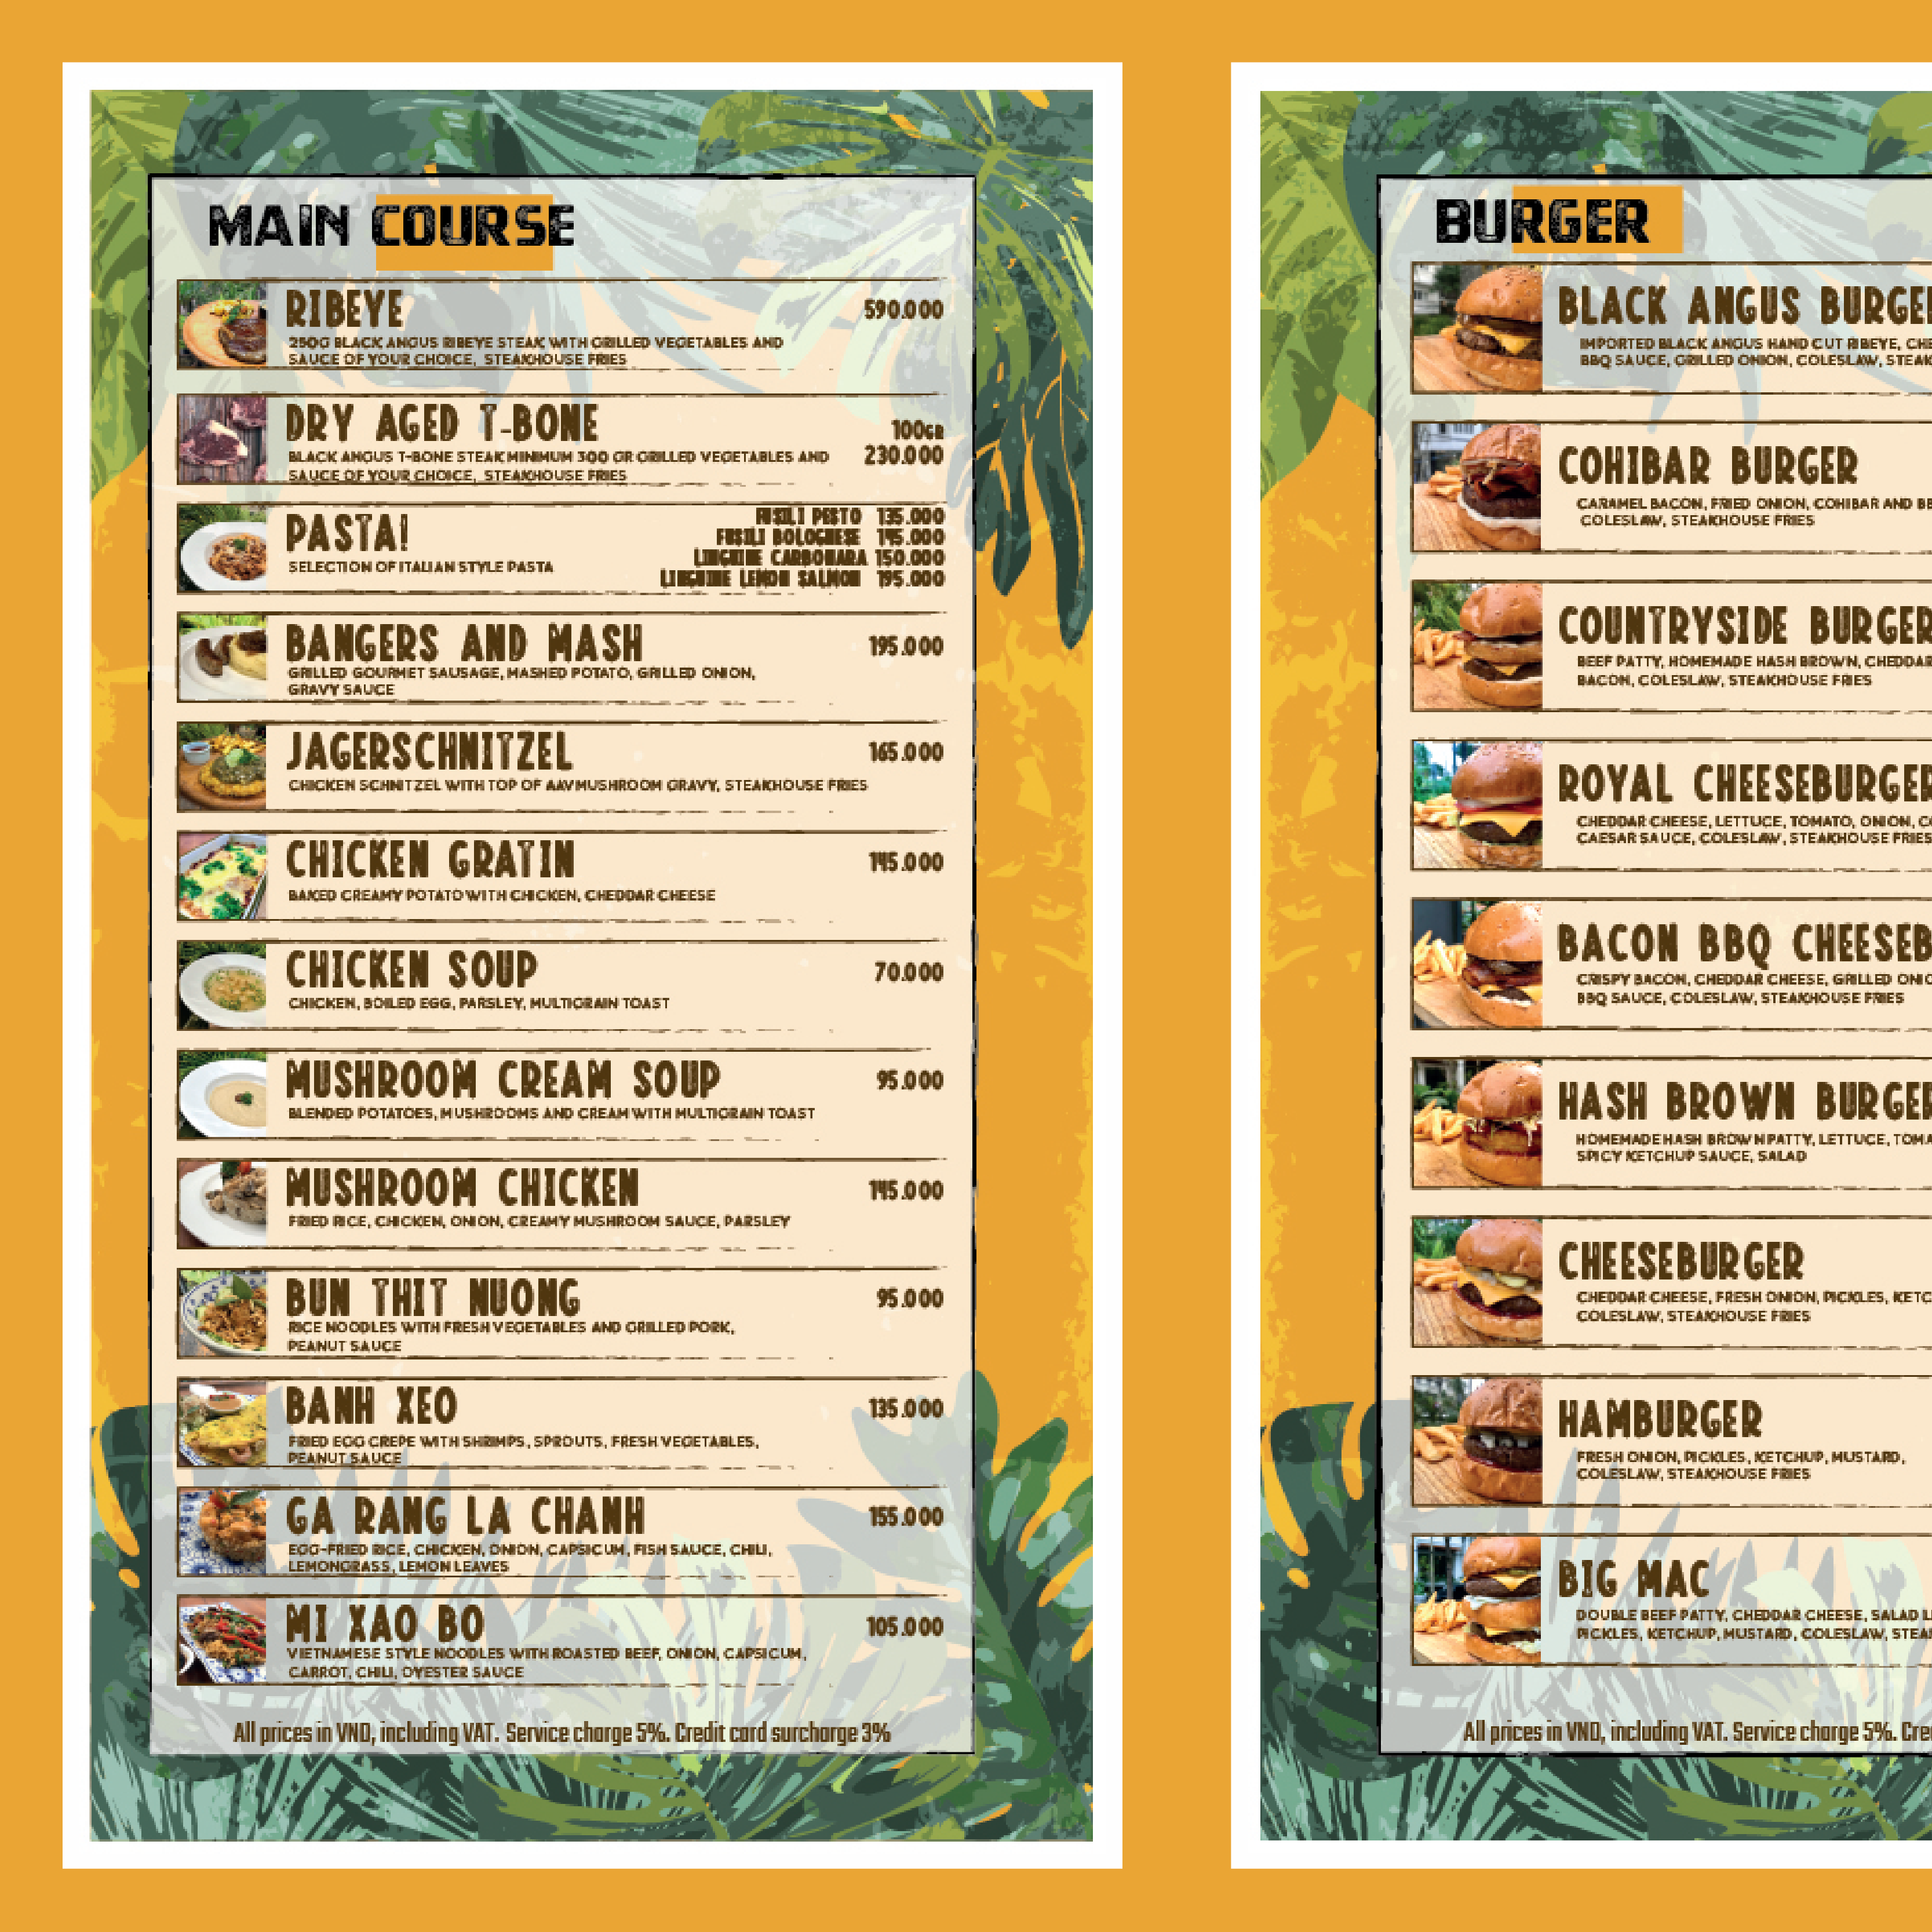 MAIN COURSE
RIBEYE
590.000
250G BLACK ANGUS RIBEYE STEAK WITH GRILLED VEGETABLES AND
SAUCE OF YOUR CHOICE, STEAKHOUSE FRIES
DRY AGED T-BONE
100GR
230.000
BLACK ANGUS T-BONE STEAK MINIMUM 300 GR GRILLED VEGETABLES AND
SAUCE OF YOUR CHOICE, STEAKHOUSE FRIES
PASTA!
SELECTION OF ITALIAN STYLE PASTA
FUSILI PESTO 135.000
FUSILI BOLOGNESE 145.000
LINGUINE CARBONARA 150.000
LINGUINE LEMON SALMON 195.000
BANGERS AND MASH
195.000
GRILLED GOURMET SAUSAGE, MASHED POTATO, GRILLED ONION,
GRAVY SAUCE
JAGERSCHNITZEL
165.000
CHICKEN SCHNITZEL WITH TOP OF AAVMUSHROOM GRAVY, STEAKHOUSE FRIES
CHICKEN GRATIN
145.000
BAKED CREAMY POTATO WITH CHICKEN, CHEDDAR CHEESE
CHICKEN SOUP
70.000
CHICKEN, BOILED EGG, PARSLEY, MULTIGRAIN TOAST
MUSHROOM CREAM SOUP
95.000
BLENDED POTATOES, MUSHROOMS AND CREAM WITH MULTIGRAIN TOAST
MUSHROOM CHICKEN
145.000
FRIED RICE, CHICKEN, ONION, CREAMY MUSHROOM SAUCE, PARSLEY
BUN THIT NUONG
95.000
RICE NOODLES WITH FRESH VEGETABLES AND GRILLED PORK,
PEANUT SAUCE
BANH XEO
135.000
FRIED EGG CREPE WITH SHRIMPS, SPROUTS, FRESH VEGETABLES,
PEANUT SAUCE
GA RANG LA CHANH
155.000
EGG-FRIED RICE, CHICKEN, ONION, CAPSICUM, FISH SAUCE, CHILI,
LEMONGRASS, LEMON LEAVES
MI XAO BO
105.000
VIETNAMESE STYLE NOODLES WITH ROASTED BEEF, ONION, CAPSICUM,
CARROT, CHILI, OYESTER SAUCE
All prices in VND, including VAT. Service charge 5%. Credit card surcharge 3%
BURGER
BLACK ANGUS BURGE
IMPORTED BLACK ANGUS HAND CUT RIBEYE, CHE
BBQ SAUCE, GRILLED ONION, COLESLAW, STEAK
COHIBAR BURGER
CARAMEL BACON, FRIED ONION, COHIBAR AND BB
COLESLAW, STEAKHOUSE FRIES
COUNTRYSIDE BURGER
BEEF PATTY, HOMEMADE HASH BROWN, CHEDDAR
BACON, COLESLAW, STEAKHOUSE FRIES
ROYAL CHEESEBURGER
CHEDDAR CHEESE, LETTUCE, TOMATO, ONION, CO
CAESAR SAUCE, COLESLAW, STEAKHOUSE FRIES
BACON BBQ CHEESEB
CRISPY BACON, CHEDDAR CHEESE, GRILLED ONIO
BBQ SAUCE, COLESLAW, STEAKHOUSE FRIES
HASH BROWN BURGER
HOMEMADE HASH BROWN PATTY, LETTUCE, TOMA
SPICY KETCHUP SAUCE, SALAD
CHEESEBURGER
CHEDDAR CHEESE, FRESH ONION, PICKLES, KETC
COLESLAW, STEAKHOUSE FRIES
HAMBURGER
FRESH ONION, PICKLES, KETCHUP, MUSTARD,
COLESLAW, STEAKHOUSE FRIES
BIG MAC
DOUBLE BEEF PATTY, CHEDDAR CHEESE, SALAD L
PICKLES, KETCHUP, MUSTARD, COLESLAW, STEA
All prices in VND, including VAT. Service charge 5%. Cre